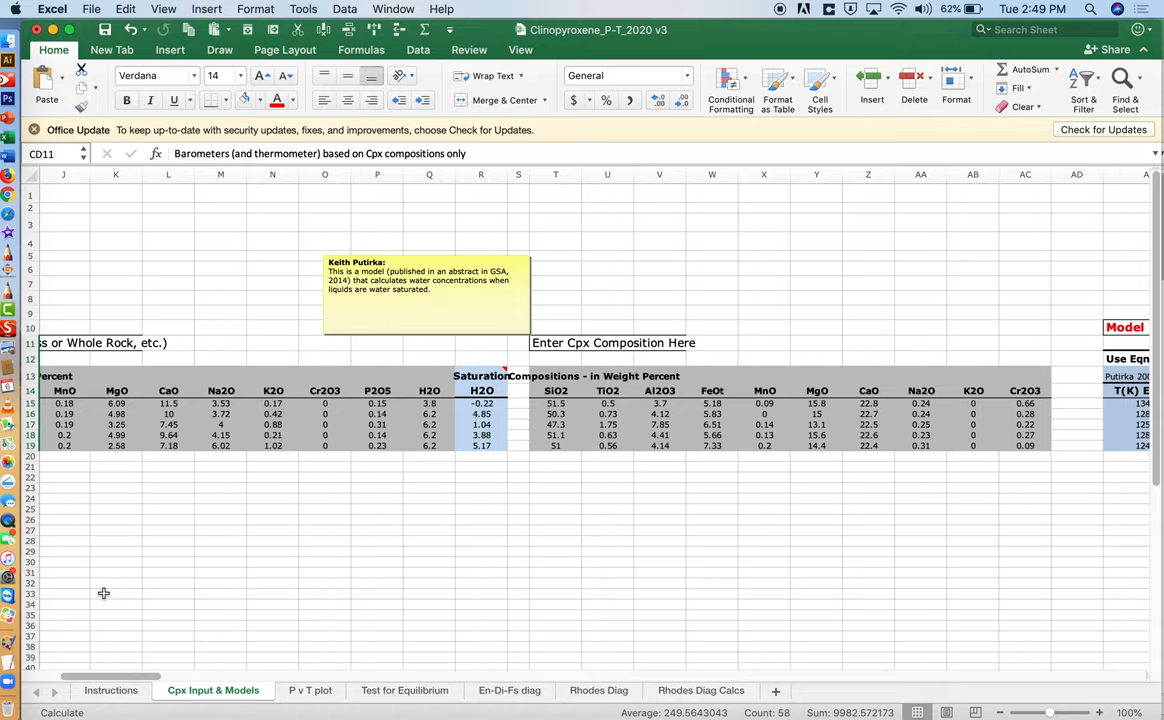 Excel File Edit View Insert Format Tools Data Window Help 62% Tue 2:49 PM
Clinopyroxene_P-T_2020 v3 Search Sheet
Home New Tab Insert Draw Page Layout Formulas Data Review View Share
Paste Verdana 14 Wrap Text General Conditional Formatting Format as Table Cell Styles Insert Delete Format AutoSum Sort & Filter Find & Select
Merge & Center Fill Clear
Office Update To keep up-to-date with security updates, fixes, and improvements, choose Check for Updates. Check for Updates
CD11 fx Barometers (and thermometer) based on Cpx compositions only
J K L M N O P Q R S T U V W X Y Z AA AB AC AD A
1
2
3
4
5 Keith Putirka:
6 This is a model (published in an abstract in GSA,
7 2014) that calculates water concentrations when
8 liquids are water saturated.
9
10 Model
11 ss or Whole Rock, etc.) Enter Cpx Composition Here
12 Use Eqn
13 Percent Saturation Compositions - in Weight Percent Putirka 200
14 MnO MgO CaO Na2O K2O Cr2O3 P2O5 H2O H2O SiO2 TiO2 Al2O3 FeOt MnO MgO CaO Na2O K2O Cr2O3 T(K) E
15 0.18 6.09 11.5 3.53 0.17 0 0.15 3.8 -0.22 51.5 0.5 3.7 5.18 0.09 15.8 22.8 0.24 0 0.66 134
16 0.19 4.98 10 3.72 0.42 0 0.14 6.2 4.85 50.3 0.73 4.12 5.83 0 15 22.7 0.24 0 0.28 125
17 0.19 3.25 7.45 4 0.88 0 0.31 6.2 1.04 47.3 1.75 7.85 6.51 0.14 13.1 22.5 0.25 0 0.22 128
18 0.2 4.99 9.64 4.15 0.21 0 0.14 6.2 3.88 51.1 0.63 4.41 5.66 0.13 15.6 22.6 0.23 0 0.27 128
19 0.2 2.58 7.18 6.02 1.02 0 0.23 6.2 5.17 51 0.56 4.14 7.33 0.2 14.4 22.4 0.31 0 0.09 124
20
21
22
23
24
25
26
27
28
29
30
31
32
33
34
35
36
37
38
39
40
Instructions Cpx Input & Models P v T plot Test for Equilibrium En-Di-Fs diag Rhodes Diag Rhodes Diag Calcs
Calculate Average: 249.5643043 Count: 58 Sum: 9982.572173 100%